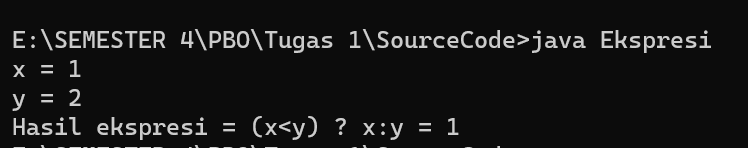 E:\SEMESTER 4\PBO\Tugas 1\SourceCode>java Ekspresi
x = 1
y = 2
Hasil ekspresi = (x<y) ? x:y = 1